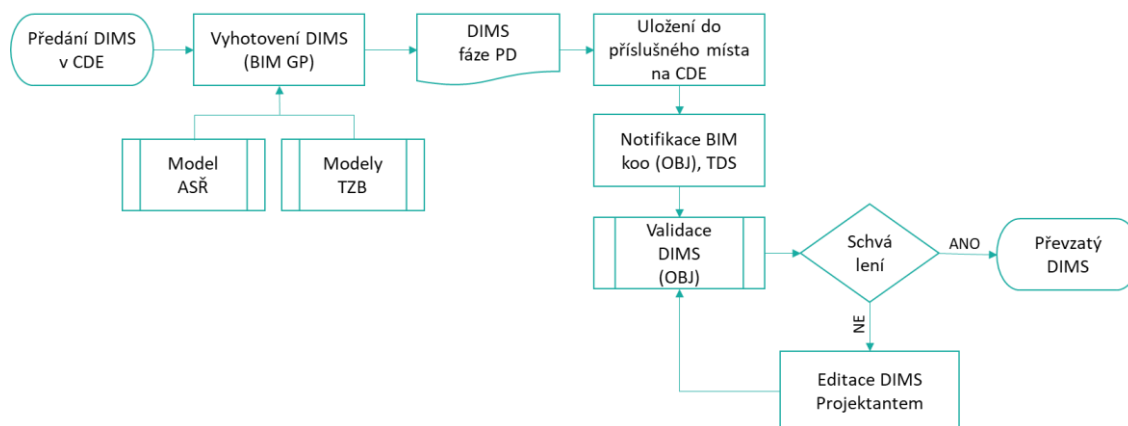 Předání DIMS
v CDE
Vyhotovení DIMS
(BIM GP)
DIMS
fáze PD
Uložení do
příslušného místa
na CDE
Model
ASŘ
Modely
TZB
Notifikace BIM
koo (OBJ), TDS
Validace
DIMS
(OBJ)
Schvá
lení
ANO
Převzatý
DIMS
NE
Editace DIMS
Projektantem